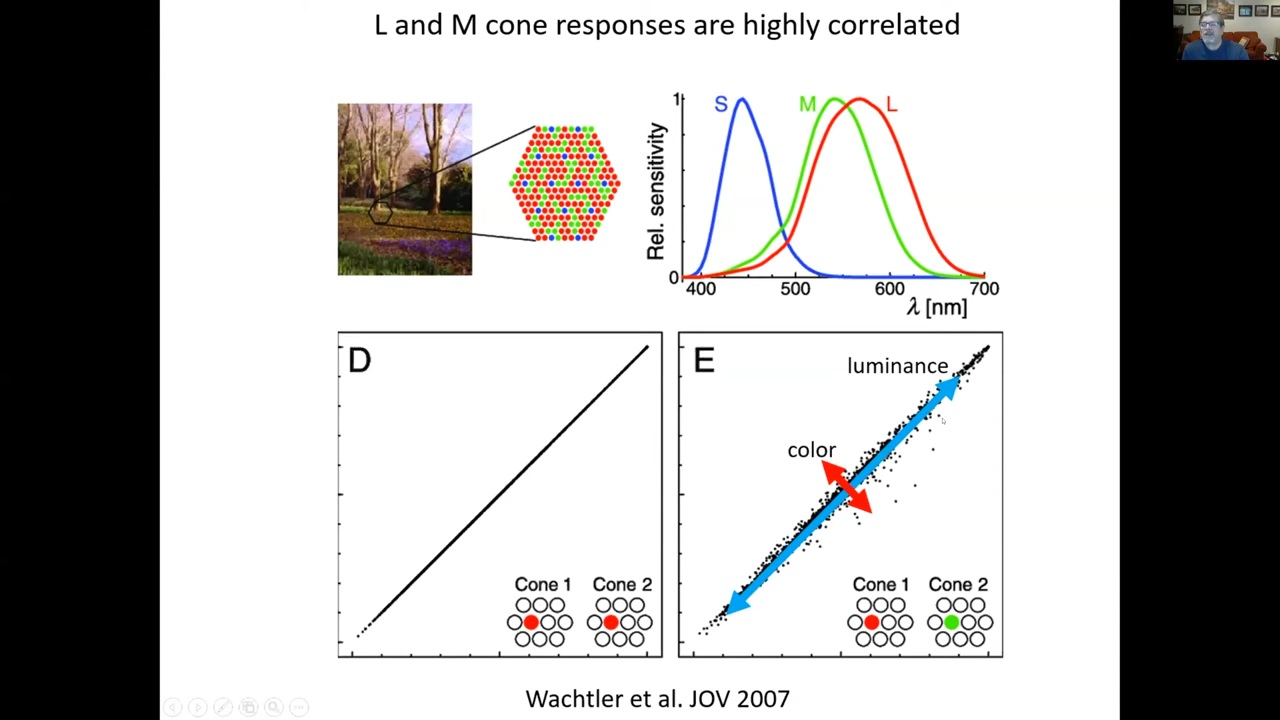 L and M cone responses are highly correlated
S
M
L
Rel. sensitivity
1
0
400
500
600
700
λ [nm]
D
Cone 1
Cone 2
E
luminance
color
Cone 1
Cone 2
Wachtler et al. JOV 2007